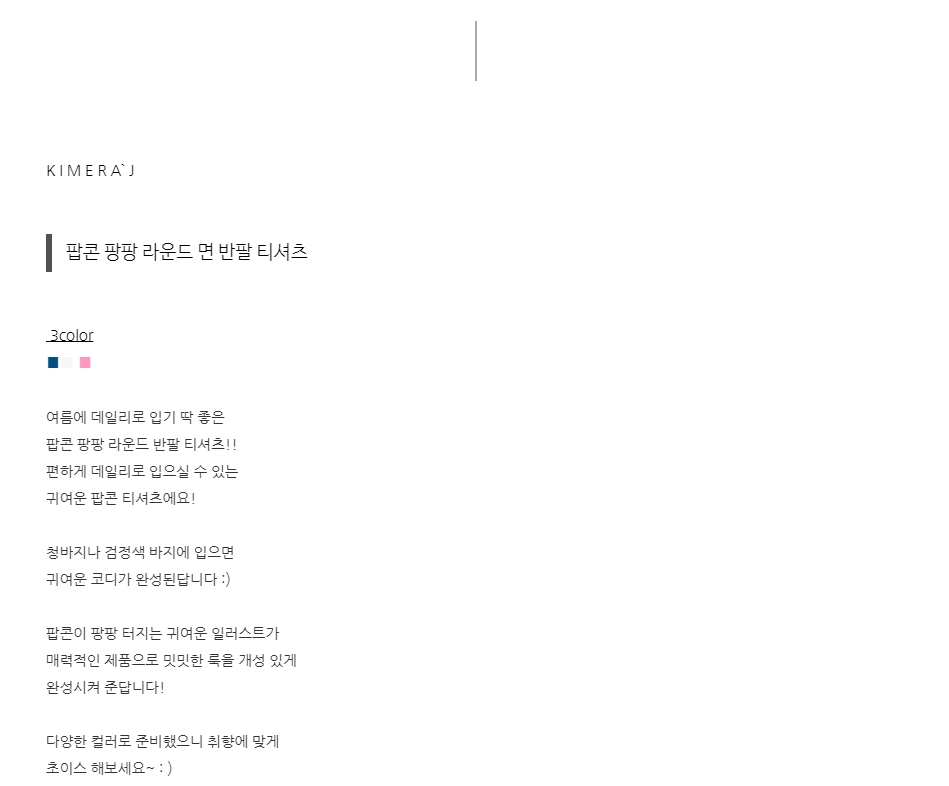 KIMERA`J
팝콘 팡팡 라운드 면 반팔 티셔츠
3color
여름에 데일리로 입기 딱 좋은
팝콘 팡팡 라운드 반팔 티셔츠!!
편하게 데일리로 입으실 수 있는
귀여운 팝콘 티셔츠에요!
청바지나 검정색 바지에 입으면
귀여운 코디가 완성된답니다 :)
팝콘이 팡팡 터지는 귀여운 일러스트가
매력적인 제품으로 밋밋한 룩을 개성 있게
완성시켜 준답니다!
다양한 컬러로 준비했으니 취향에 맞게
초이스 해보세요~ : )